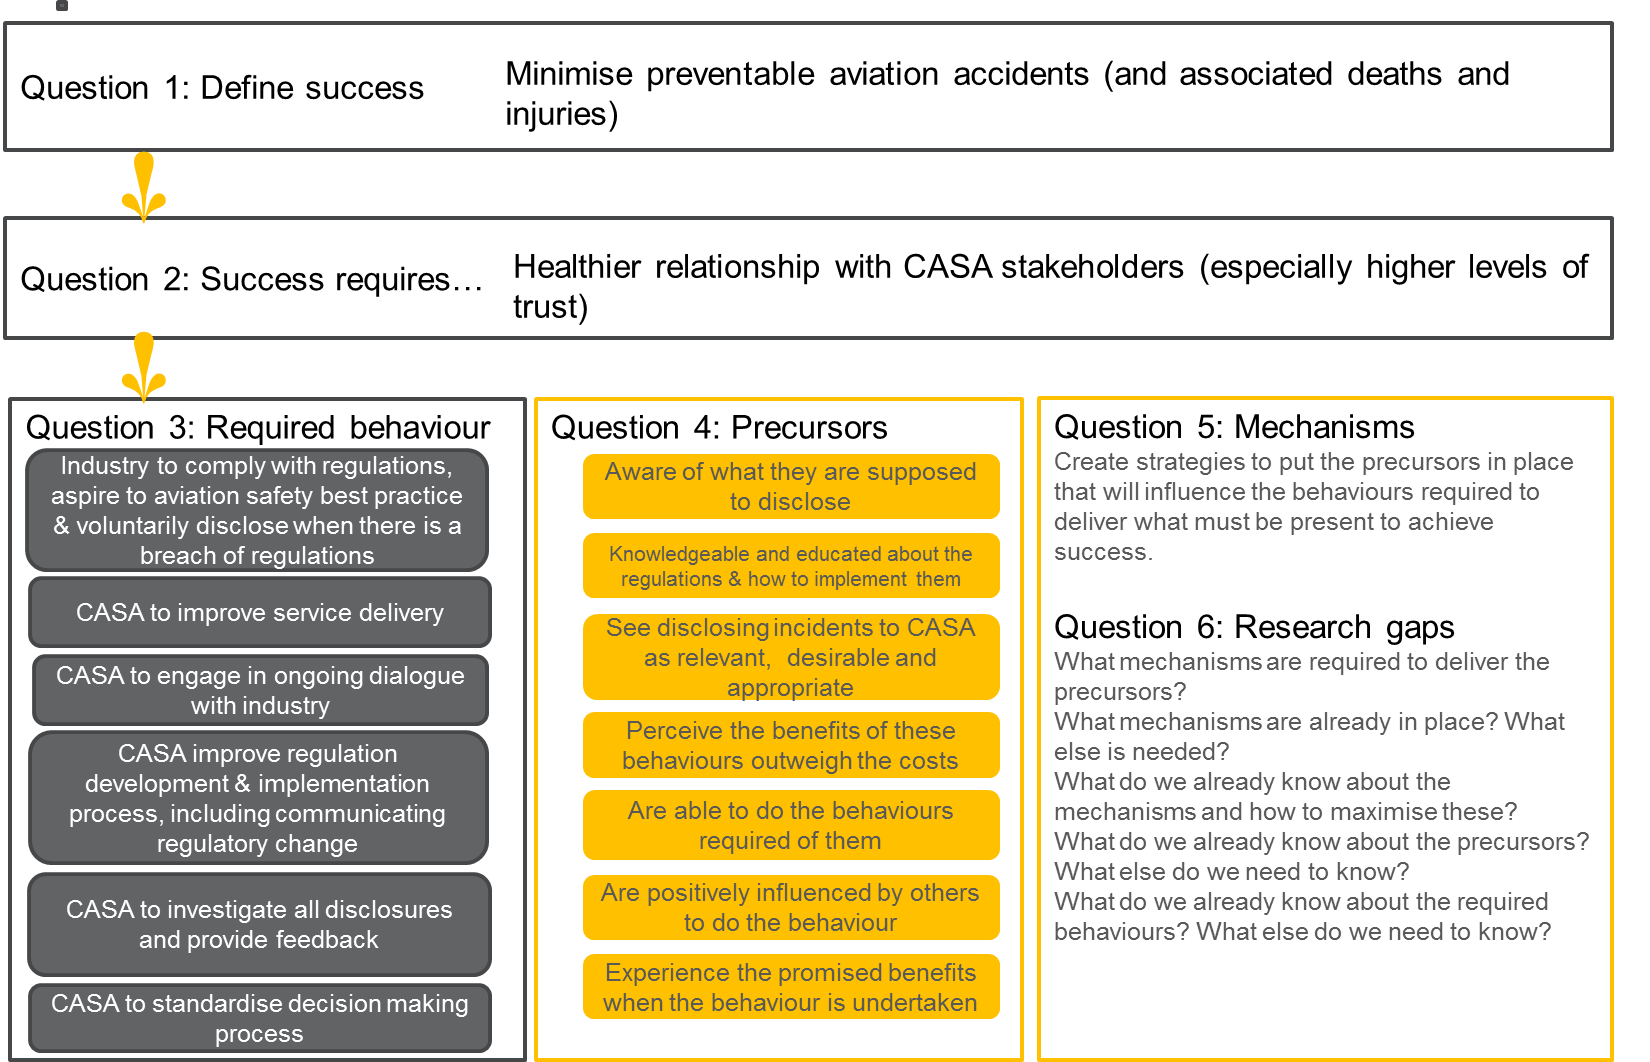 Question 1: Define success
Minimise preventable aviation accidents (and associated deaths and
injuries)
Question 2: Success requires…
Healthier relationship with CASA stakeholders (especially higher levels of
trust)
Question 3: Required behaviour
Industry to comply with regulations,
aspire to aviation safety best practice
& voluntarily disclose when there is a
breach of regulations
CASA to improve service delivery
CASA to engage in ongoing dialogue
with industry
CASA improve regulation
development & implementation
process, including communicating
regulatory change
CASA to investigate all disclosures
and provide feedback
CASA to standardise decision making
process
Question 4: Precursors
Aware of what they are supposed
to disclose
Knowledgeable and educated about the
regulations & how to implement them
See disclosing incidents to CASA
as relevant, desirable and
appropriate
Perceive the benefits of these
behaviours outweigh the costs
Are able to do the behaviours
required of them
Are positively influenced by others
to do the behaviour
Experience the promised benefits
when the behaviour is undertaken
Question 5: Mechanisms
Create strategies to put the precursors in place
that will influence the behaviours required to
deliver what must be present to achieve
success.
Question 6: Research gaps
What mechanisms are required to deliver the
precursors?
What mechanisms are already in place? What
else is needed?
What do we already know about the
mechanisms and how to maximise these?
What do we already know about the precursors?
What else do we need to know?
What do we already know about the required
behaviours? What else do we need to know?